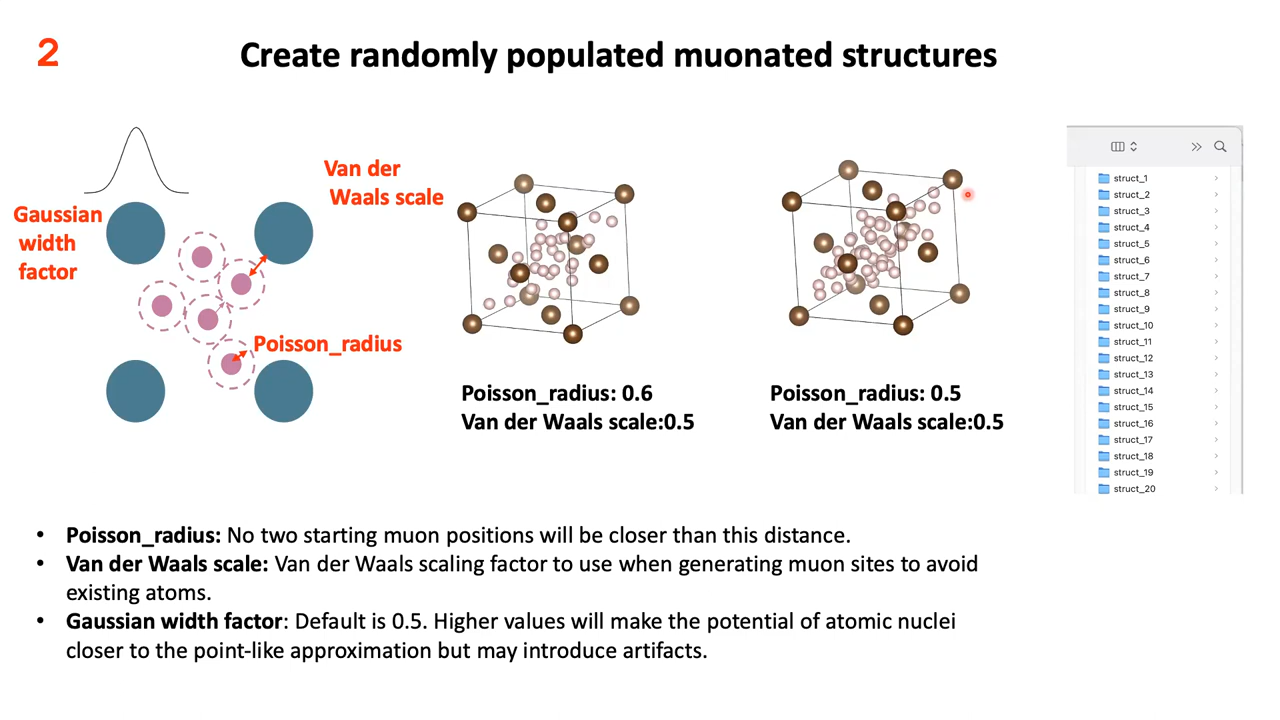 2
Create randomly populated muonated structures
Van der
Waals scale
Gaussian
width
factor
Poisson_radius
Poisson_radius: 0.6
Van der Waals scale:0.5
Poisson_radius: 0.5
Van der Waals scale:0.5
struct_1
struct_2
struct_3
struct_4
struct_5
struct_6
struct_7
struct_8
struct_9
struct_10
struct_11
struct_12
struct_13
struct_14
struct_15
struct_16
struct_17
struct_18
struct_19
struct_20
• Poisson_radius: No two starting muon positions will be closer than this distance.
• Van der Waals scale: Van der Waals scaling factor to use when generating muon sites to avoid
existing atoms.
• Gaussian width factor: Default is 0.5. Higher values will make the potential of atomic nuclei
closer to the point-like approximation but may introduce artifacts.